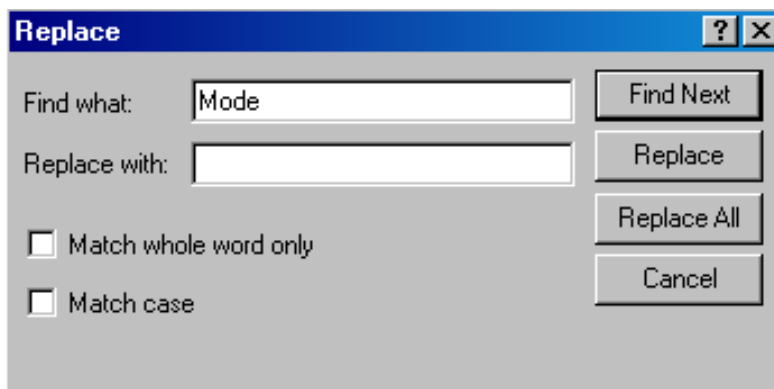 Replace
Find what: Mode
Find Next
Replace with:
Replace
Replace All
Match whole word only
Cancel
Match case